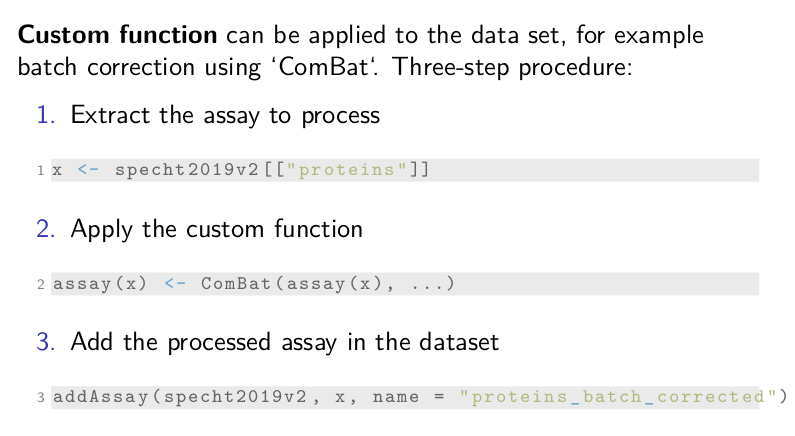 Custom function can be applied to the data set, for example
batch correction using ‘ComBat‘. Three-step procedure:
1. Extract the assay to process
1 x <- specht2019v2[["proteins"]]
2. Apply the custom function
2 assay(x) <- ComBat(assay(x), ...)
3. Add the processed assay in the dataset
3 addAssay(specht2019v2, x, name = "proteins_batch_corrected")